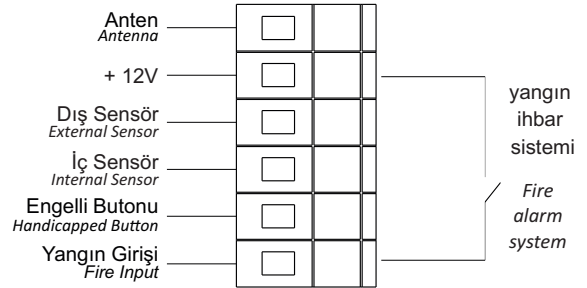 Anten
Antenna
+ 12V
Dış Sensör
External Sensor
İç Sensör
Internal Sensor
Engelli Butonu
Handicapped Button
Yangın Girişi
Fire Input
yangın
ihbar
sistemi
Fire
alarm
system